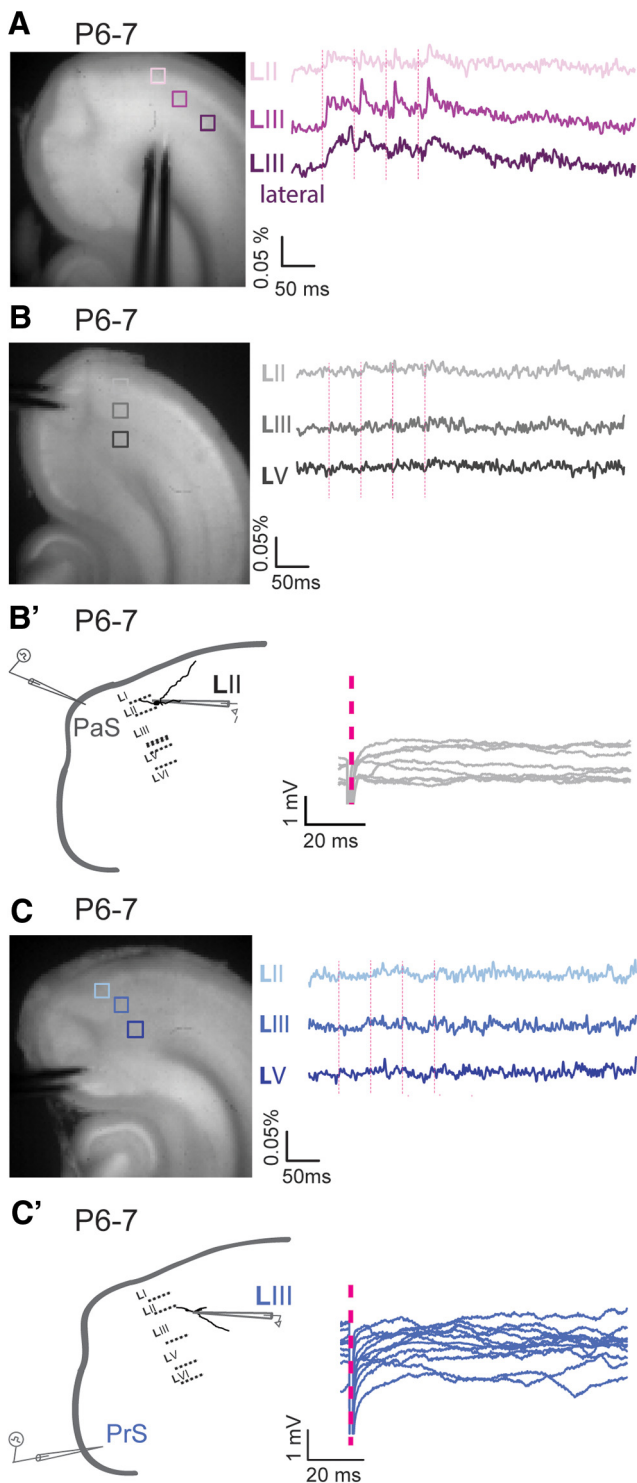 A
P6-7
LII
LIII
LIII
lateral
0.05 %
50 ms
B
P6-7
LII
LIII
LV
0.05%
50ms
B'
P6-7
PaS
LI
LII
LIII
LV
LVI
LII
1 mV
20 ms
C
P6-7
LII
LIII
LV
0.05%
50ms
C'
P6-7
LI
LII
LIII
LV
LVI
LIII
PrS
1 mV
20 ms